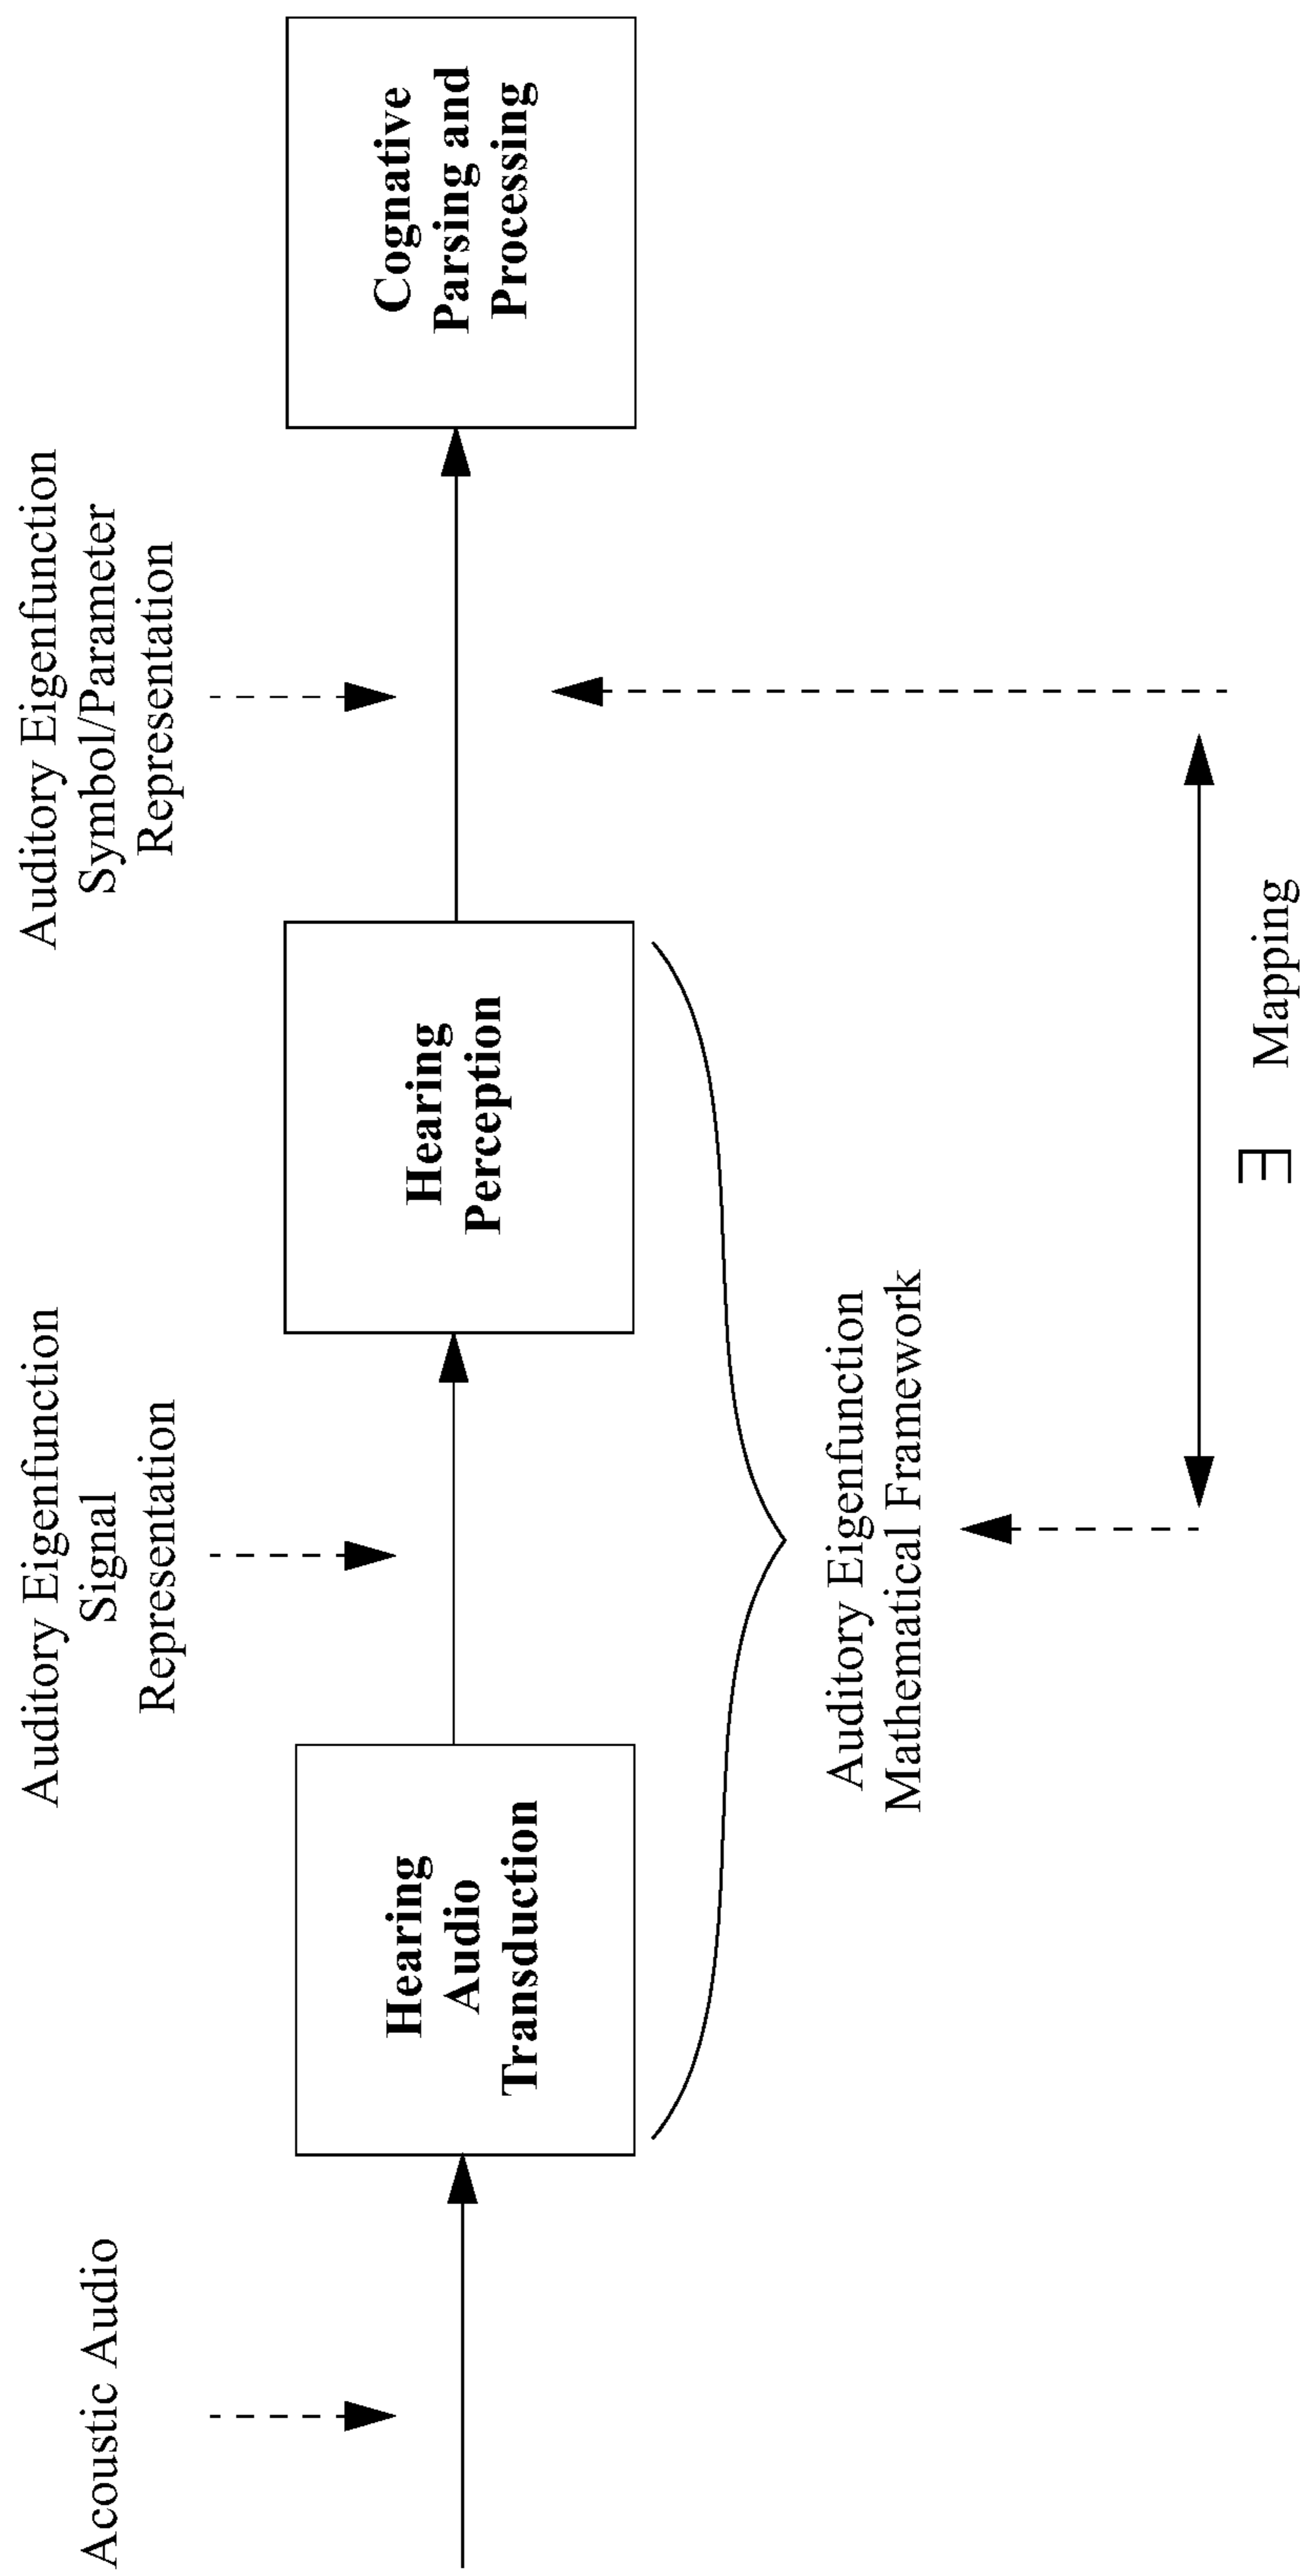 Acoustic Audio
Auditory Eigenfunction
Signal
Representation
Auditory Eigenfunction
Symbol/Parameter
Representation
Hearing
Audio
Transduction
Hearing
Perception
Cognative
Parsing and
Processing
Auditory Eigenfunction
Mathematical Framework
∃ Mapping